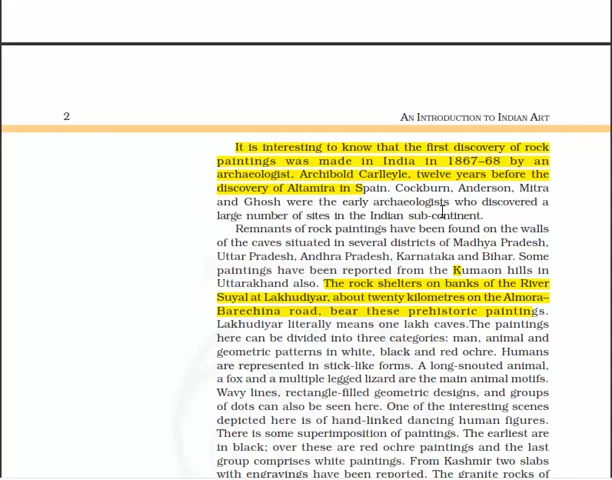 2
AN INTRODUCTION TO INDIAN ART
It is interesting to know that the first discovery of rock
paintings was made in India in 1867–68 by an
archaeologist, Archibold Carlleyle, twelve years before the
discovery of Altamira in Spain. Cockburn, Anderson, Mitra
and Ghosh were the early archaeologists who discovered a
large number of sites in the Indian sub-continent.
Remnants of rock paintings have been found on the walls
of the caves situated in several districts of Madhya Pradesh,
Uttar Pradesh, Andhra Pradesh, Karnataka and Bihar. Some
paintings have been reported from the Kumaon hills in
Uttarakhand also. The rock shelters on banks of the River
Suyal at Lakhudiyar, about twenty kilometres on the Almora–
Barechina road, bear these prehistoric paintings.
Lakhudiyar literally means one lakh caves.The paintings
here can be divided into three categories: man, animal and
geometric patterns in white, black and red ochre. Humans
are represented in stick-like forms. A long-snouted animal,
a fox and a multiple legged lizard are the main animal motifs.
Wavy lines, rectangle-filled geometric designs, and groups
of dots can also be seen here. One of the interesting scenes
depicted here is of hand-linked dancing human figures.
There is some superimposition of paintings. The earliest are
in black; over these are red ochre paintings and the last
group comprises white paintings. From Kashmir two slabs
with engravings have been reported. The granite rocks of